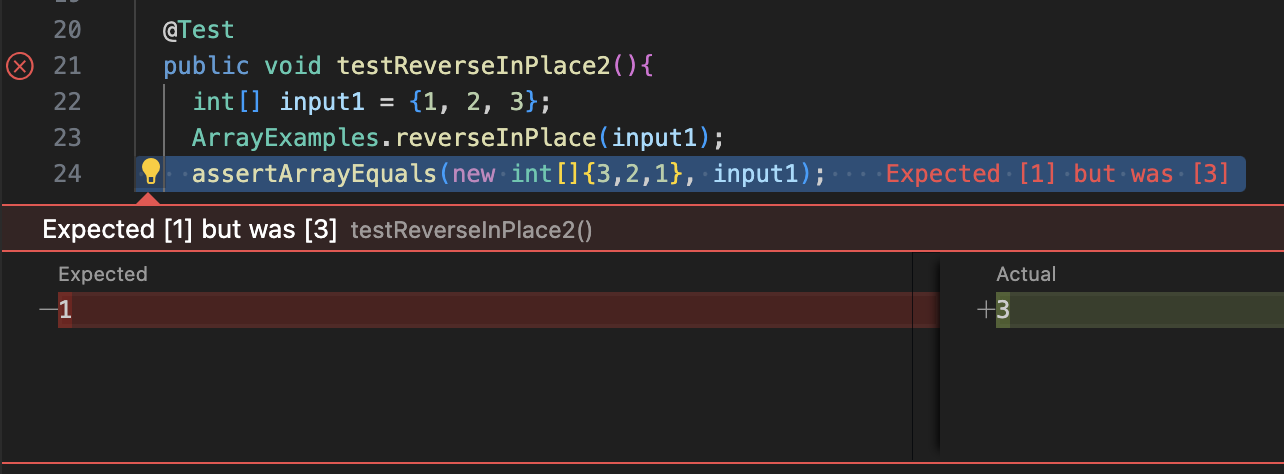 20 @Test
21 public void testReverseInPlace2(){
22 int[] input1 = {1, 2, 3};
23 ArrayExamples.reverseInPlace(input1);
24 assertArrayEquals(new int[]{3,2,1}, input1); Expected [1] but was [3]
Expected [1] but was [3] testReverseInPlace2()
Expected Actual
—1 +3